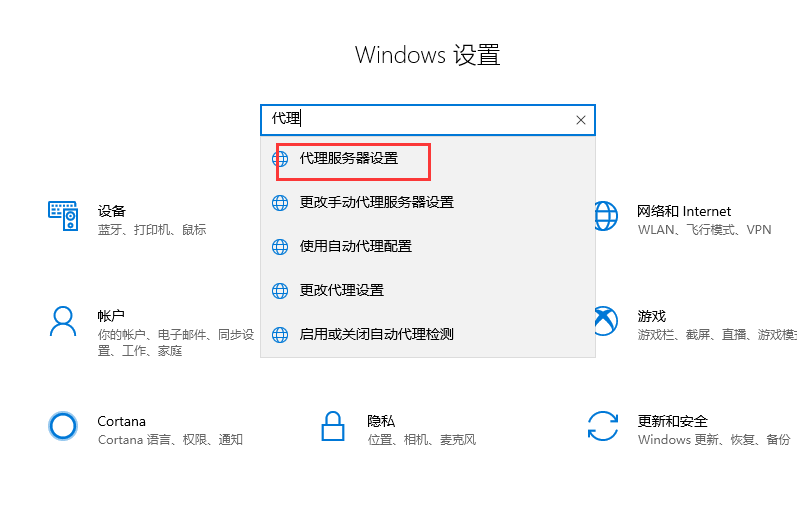 Windows 设置
代理
代理服务器设置
更改手动代理服务器设置
使用自动代理配置
更改代理设置
启用或关闭自动代理检测
设备
蓝牙、打印机、鼠标
网络和 Internet
WLAN、飞行模式、VPN
帐户
你的帐户、电子邮件、同步设
置、工作、家庭
游戏
游戏栏、截屏、直播、游戏模式
Cortana
Cortana 语言、权限、通知
隐私
位置、相机、麦克风
更新和安全
Windows 更新、恢复、备份